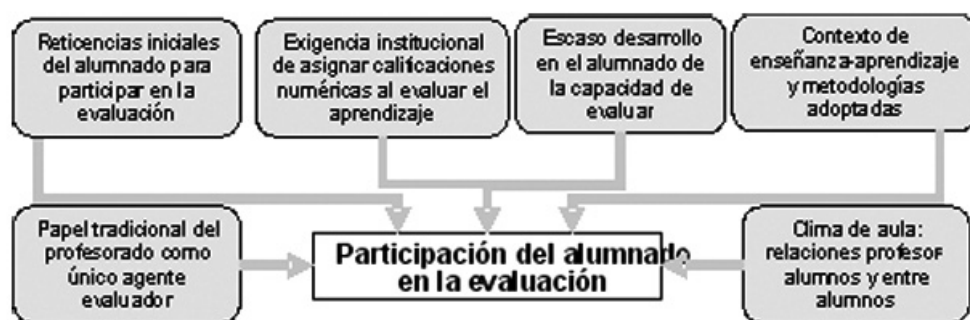 Reticencias iniciales
del alumnado para
participar en la
evaluación
Exigencia institucional
de asignar calificaciones
numéricas al evaluar el
aprendizaje
Escaso desarrollo
en el alumnado de
la capacidad de
evaluar
Contexto de
enseñanza-aprendizaje
y metodologías
adoptadas
Papel tradicional del
profesorado como
único agente
evaluador
Participación del alumnado
en la evaluación
Clima de aula:
relaciones profesor
alumnos y entre
alumnos